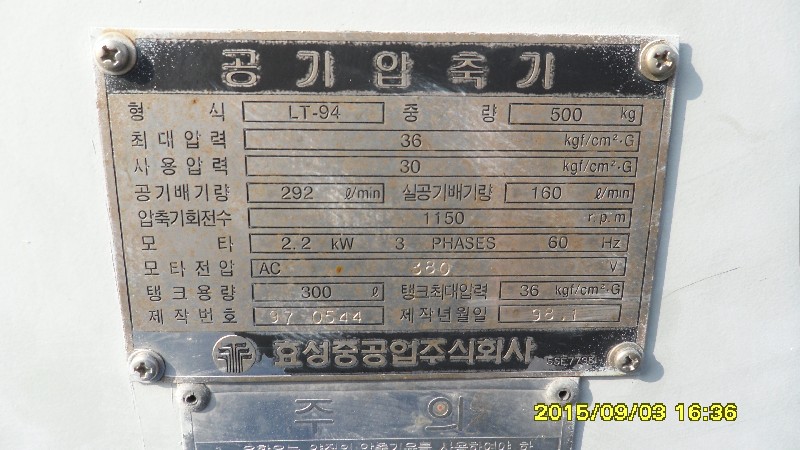 공기압축기
형 식 LT-94 중 량 500 kg
최대압력 36 kgf/cm²·G
사용압력 30 kgf/cm²·G
공기배기량 292 ℓ/min 실공기배기량 160 ℓ/min
압축기회전수 1150 r.p.m
모 타 2.2 kW 3 PHASES 60 Hz
모타전압 AC 380 V
탱크용량 300 ℓ 탱크최대압력 36 kgf/cm²·G
제작번호 97 0544 제작년월일 98.1
효성중공업주식회사
주 의
2015/09/03 16:36